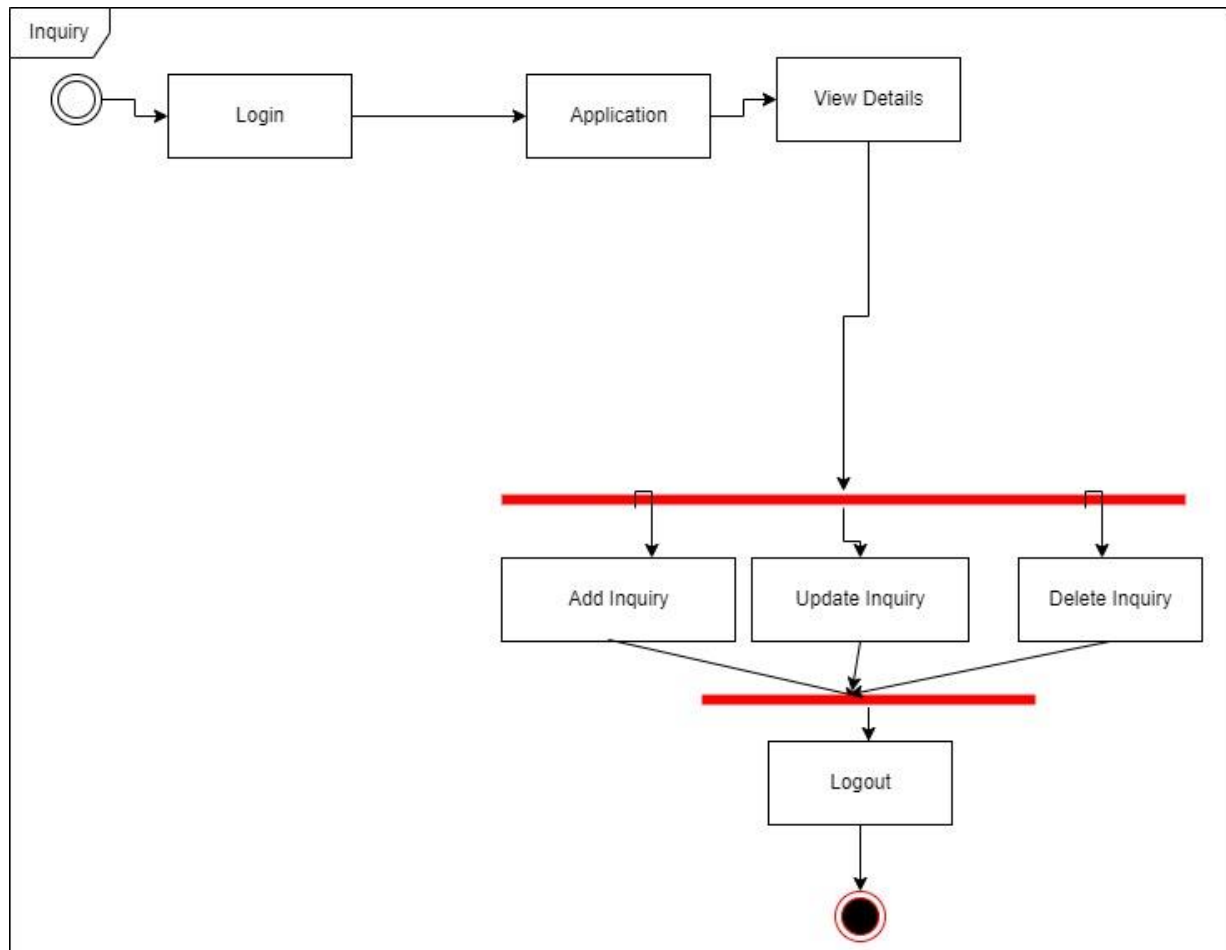 Inquiry
Login
Application
View Details
Add Inquiry
Update Inquiry
Delete Inquiry
Logout